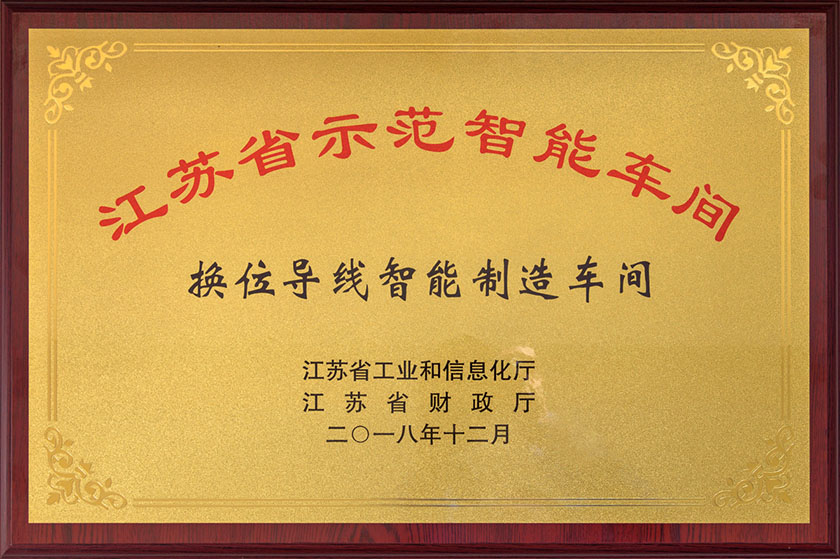 江苏省示范智能车间
换位导线智能制造车间
江苏省工业和信息化厅
江苏省财政厅
二〇一八年十二月